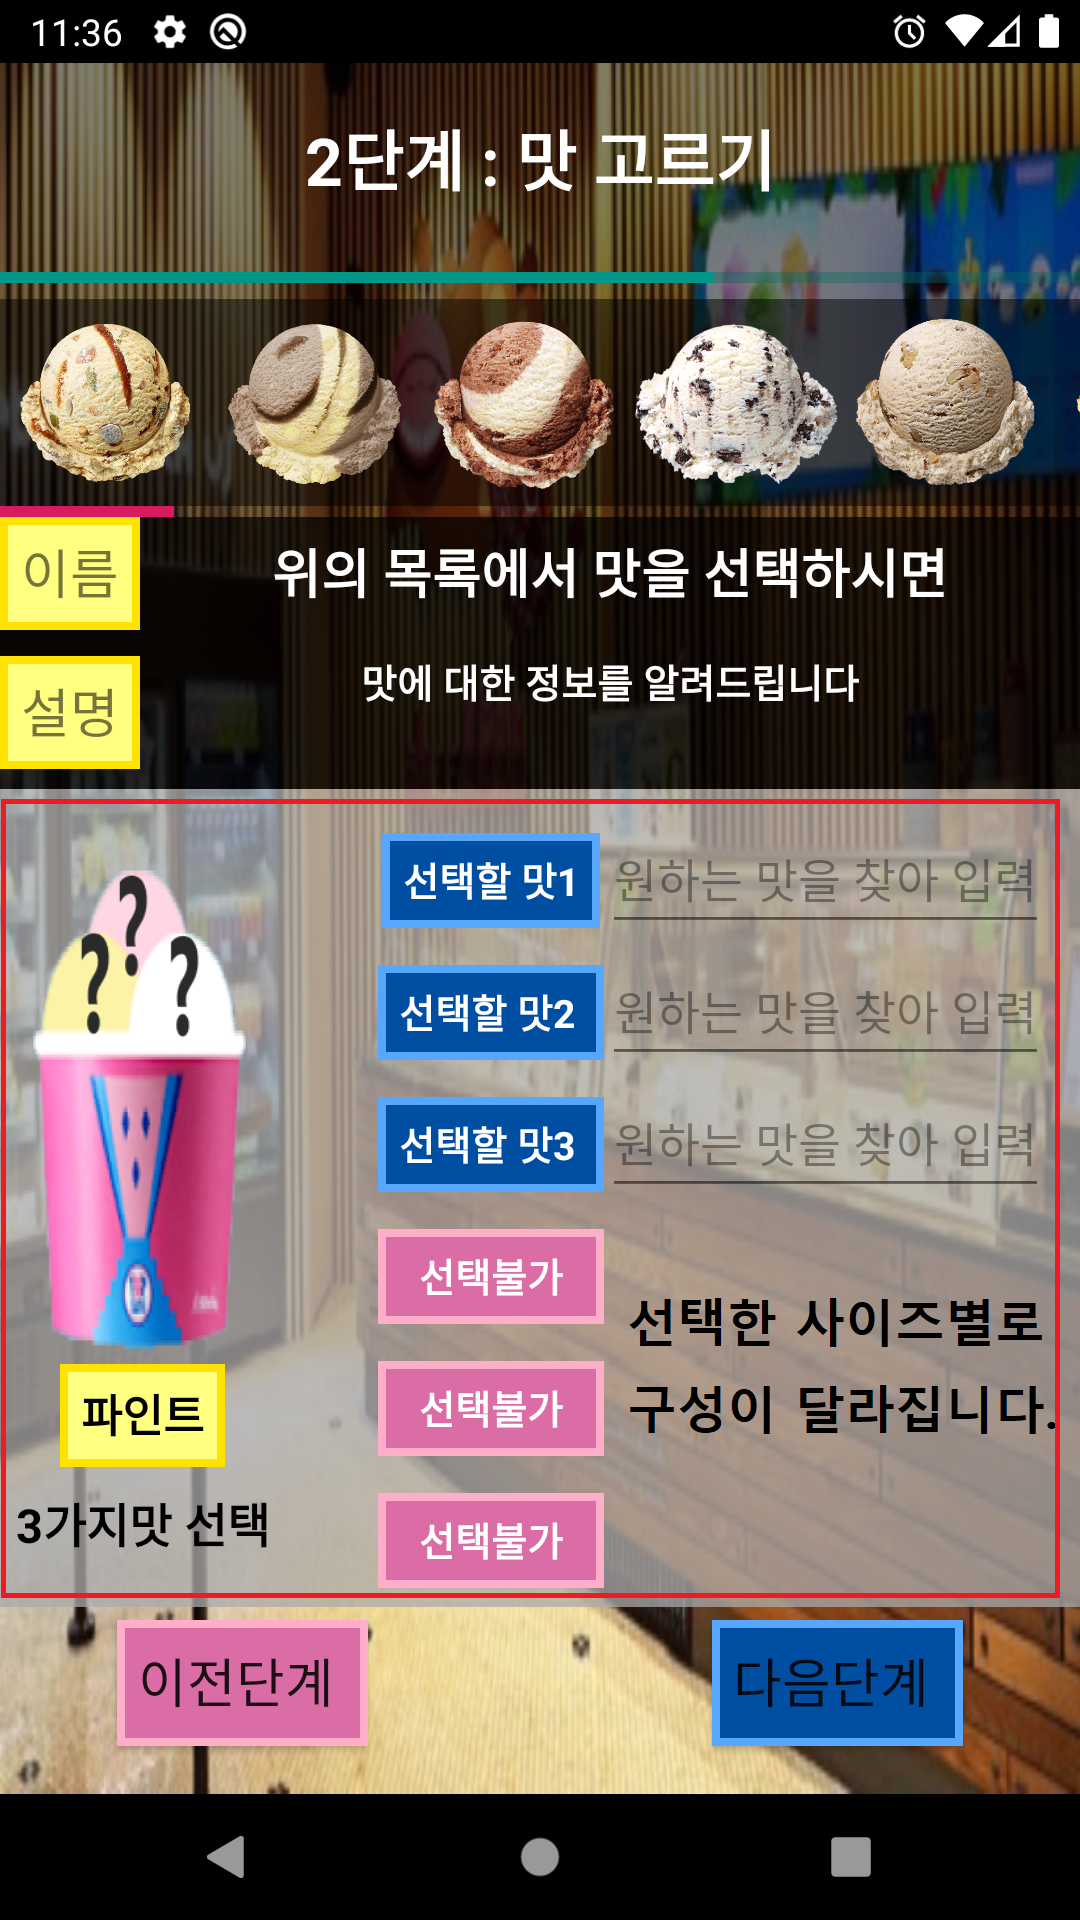 11:36
2단계 : 맛 고르기
이름
위의 목록에서 맛을 선택하시면
설명
맛에 대한 정보를 알려드립니다
선택할 맛1
원하는 맛을 찾아 입력
? ? ?
선택할 맛2
원하는 맛을 찾아 입력
선택할 맛3
원하는 맛을 찾아 입력
선택불가
선택한 사이즈별로
선택불가
구성이 달라집니다.
파인트
선택불가
3가지맛 선택
이전단계
다음단계